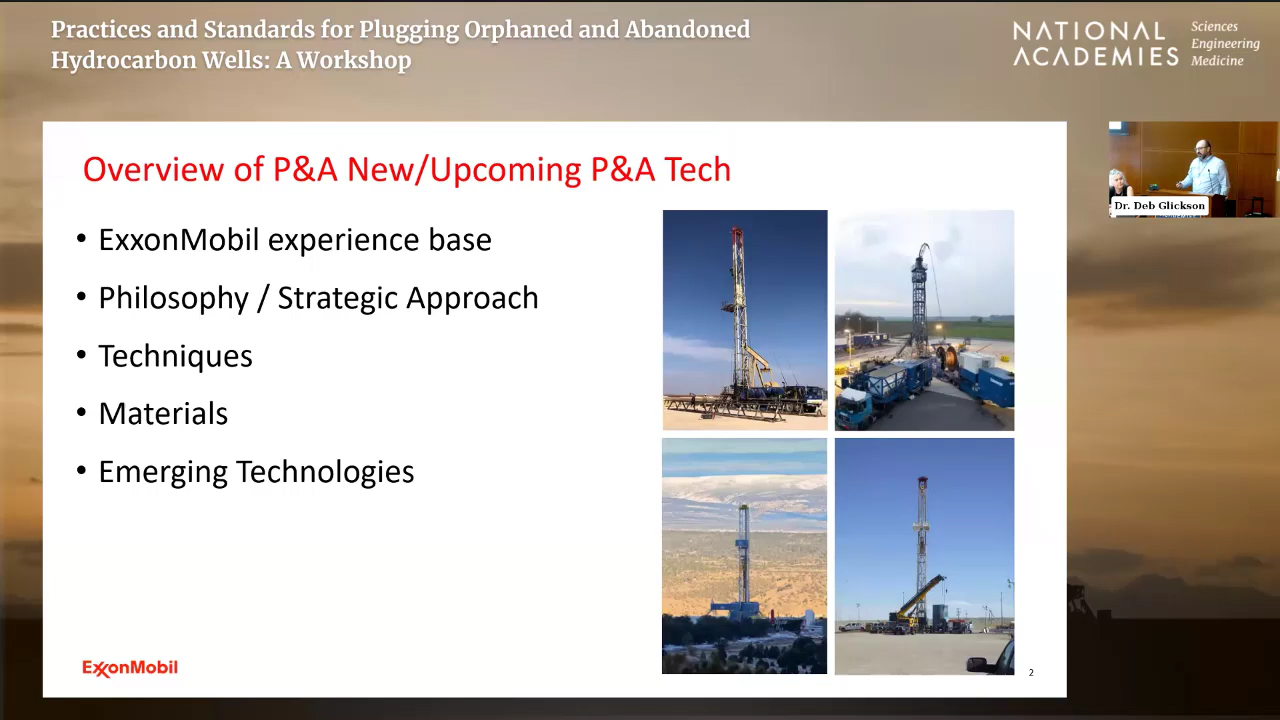 Practices and Standards for Plugging Orphaned and Abandoned
Hydrocarbon Wells: A Workshop
NATIONAL
ACADEMIES
Sciences
Engineering
Medicine
Overview of P&A New/Upcoming P&A Tech
• ExxonMobil experience base
• Philosophy / Strategic Approach
• Techniques
• Materials
• Emerging Technologies
Dr. Deb Glickson
ExxonMobil
2